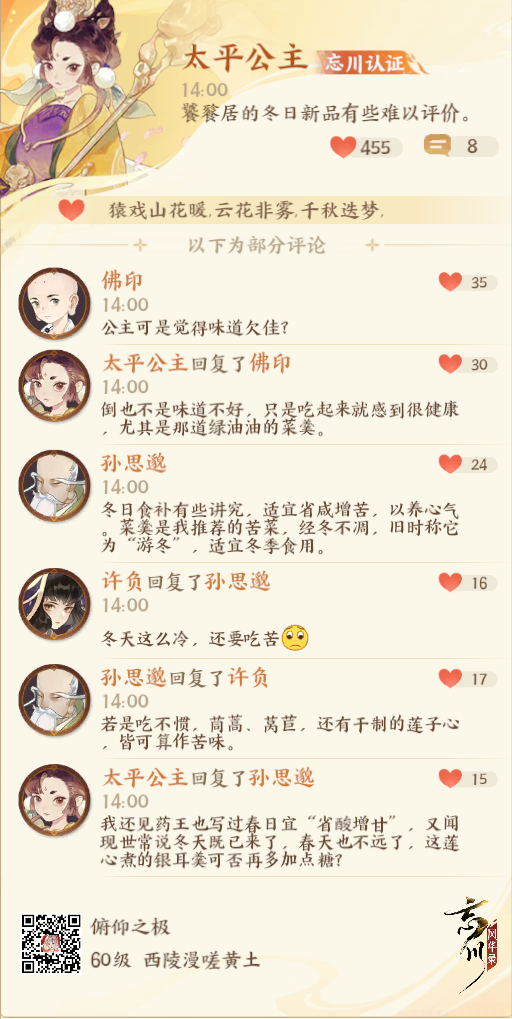 太平公主 忘川认证
14:00
饕餮居的冬日新品有些难以评价。
455 8
猿戏山花暖,云花非雾,千秋迭梦,
以下为部分评论
佛印 35
14:00
公主可是觉得味道欠佳？
太平公主回复了佛印 30
14:00
倒也不是味道不好，只是吃起来就感到很健康
，尤其是那道绿油油的菜羹。
孙思邈 24
14:00
冬日食补有些讲究，适宜省咸增苦，以养心气
。菜羹是我推荐的苦菜，经冬不凋，旧时称它
为“游冬”，适宜冬季食用。
许负回复了孙思邈 16
14:00
冬天这么冷，还要吃苦
孙思邈回复了许负 17
14:00
若是吃不惯，茼蒿、莴苣，还有干制的莲子心
，皆可算作苦味。
太平公主回复了孙思邈 15
14:00
我还见药王也写过春日宜“省酸增甘”，又闻
现世常说冬天既已来了，春天也不远了，这莲
心煮的银耳羹可否再多加点糖？
俯仰之极
60级 西陵漫嗟黄土
忘川
风华录